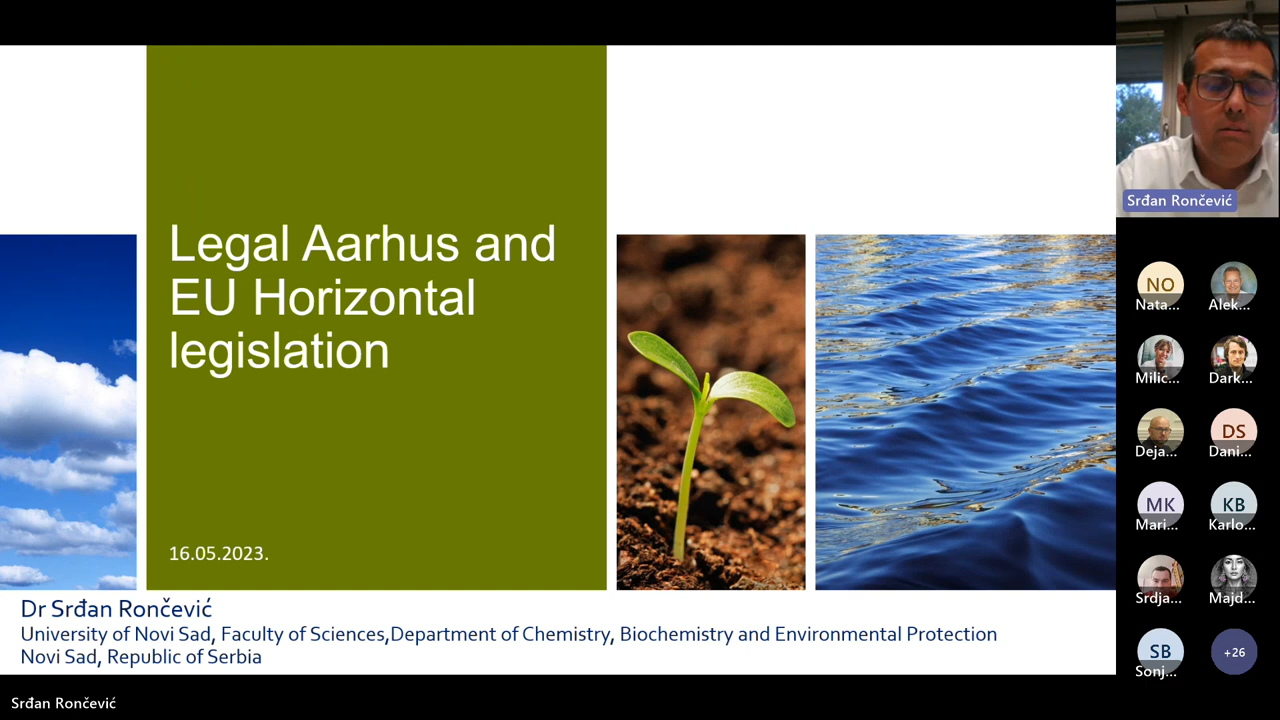 Legal Aarhus and
EU Horizontal
legislation
16.05.2023.
Dr Srđan Rončević
University of Novi Sad, Faculty of Sciences,Department of Chemistry, Biochemistry and Environmental Protection
Novi Sad, Republic of Serbia
Srđan Rončević
Srđan Rončević
NO
Nata...
Alek...
Milic...
Dark...
Deja...
DS
Dani...
MK
Mari...
KB
Karlo...
Srdja...
Majd...
SB
Sonj...
+26